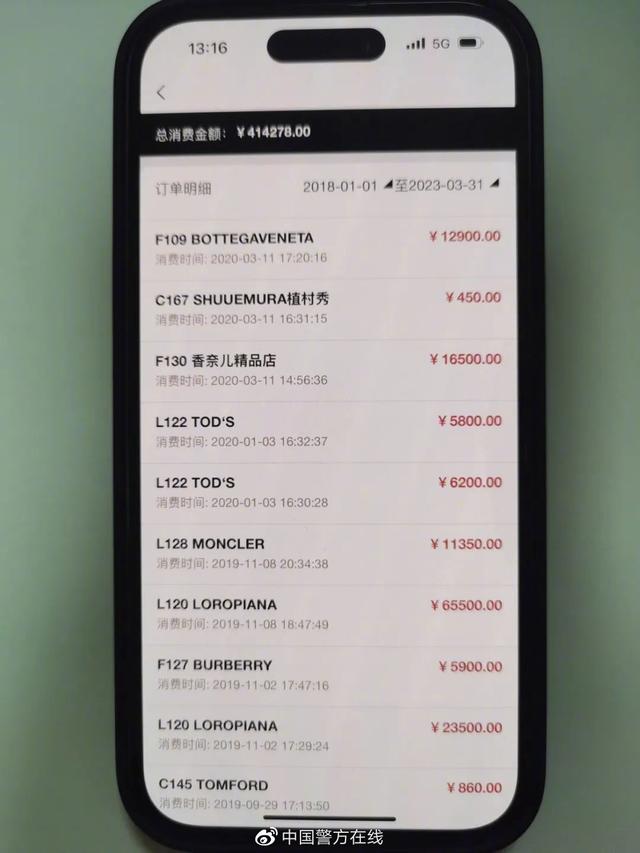 13:16 5G
总消费金额: ¥414278.00
订单明细 2018-01-01 至2023-03-31
F109 BOTTEGAVENETA ¥12900.00
消费时间: 2020-03-11 17:20:16
C167 SHUUEMURA植村秀 ¥450.00
消费时间: 2020-03-11 16:31:15
F130 香奈儿精品店 ¥16500.00
消费时间: 2020-03-11 14:56:36
L122 TOD‘S ¥5800.00
消费时间: 2020-01-03 16:32:37
L122 TOD‘S ¥6200.00
消费时间: 2020-01-03 16:30:28
L128 MONCLER ¥11350.00
消费时间: 2019-11-08 20:34:38
L120 LOROPIANA ¥65500.00
消费时间: 2019-11-08 18:47:49
F127 BURBERRY ¥5900.00
消费时间: 2019-11-02 17:47:16
L120 LOROPIANA ¥23500.00
消费时间: 2019-11-02 17:29:24
C145 TOMFORD ¥860.00
消费时间: 2019-09-29 17:13:50
中国警方在线